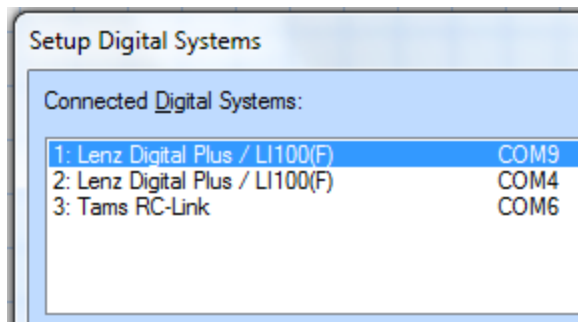 Setup Digital Systems
Connected Digital Systems:
1: Lenz Digital Plus / LI100(F) COM9
2: Lenz Digital Plus / LI100(F) COM4
3: Tams RC-Link COM6